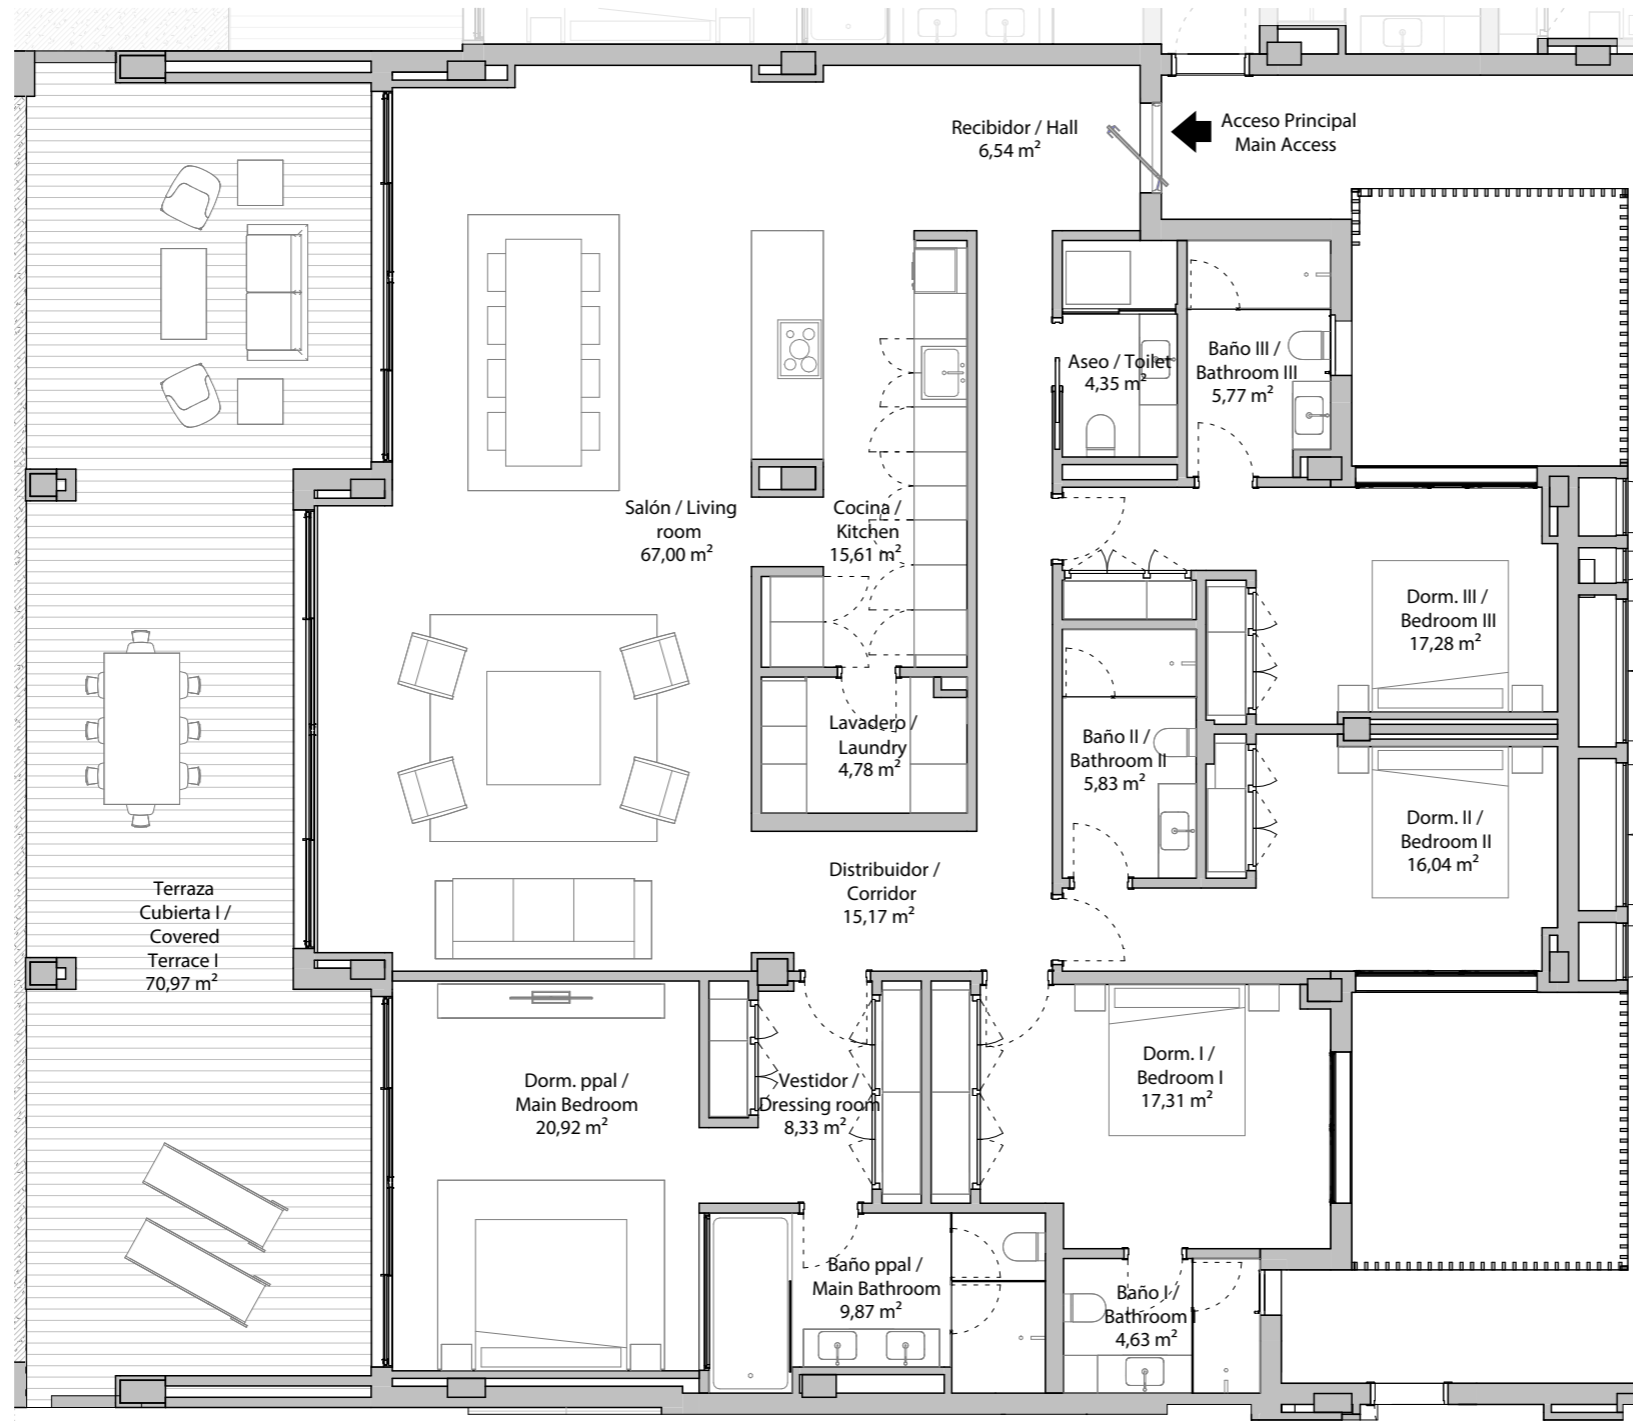 Recibidor / Hall
6,54 m²
Acceso Principal
Main Access
Aseo / Toilet
4,35 m²
Baño III /
Bathroom III
5,77 m²
Salón / Living
room
67,00 m²
Cocina /
Kitchen
15,61 m²
Dorm. III /
Bedroom III
17,28 m²
Lavadero /
Laundry
4,78 m²
Baño II /
Bathroom II
5,83 m²
Dorm. II /
Bedroom II
16,04 m²
Terraza
Cubierta I /
Covered
Terrace I
70,97 m²
Distribuidor /
Corridor
15,17 m²
Dorm. ppal /
Main Bedroom
20,92 m²
Vestidor /
Dressing room
8,33 m²
Dorm. I /
Bedroom I
17,31 m²
Baño ppal /
Main Bathroom
9,87 m²
Baño I /
Bathroom I
4,63 m²